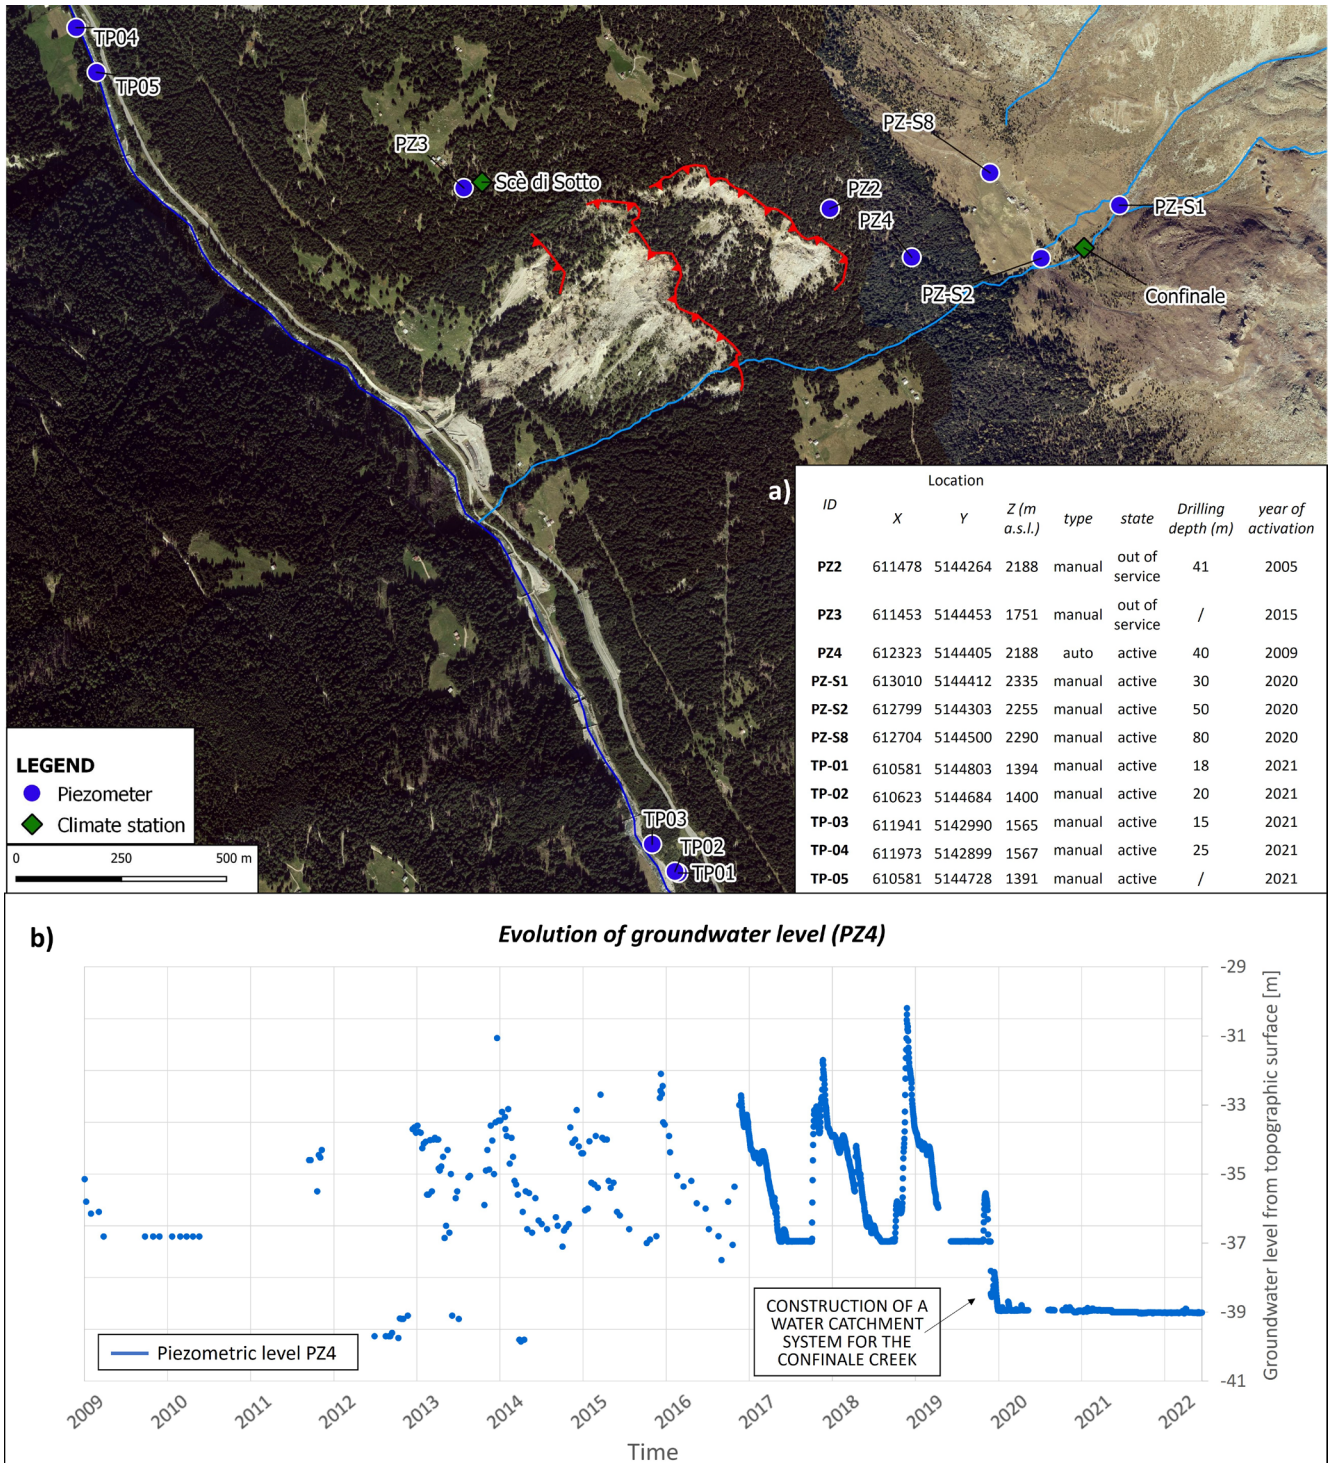 TP04
TP05
PZ3
Scè di Sotto
PZ-S8
PZ2
PZ4
PZ-S1
PZ-S2
Confinale
TP03
TP02
TP01
LEGEND
Piezometer
Climate station
0 250 500 m
a)
Location
ID X Y Z (m a.s.l.) type state Drilling depth (m) year of activation
PZ2 611478 5144264 2188 manual out of service 41 2005
PZ3 611453 5144453 1751 manual out of service / 2015
PZ4 612323 5144405 2188 auto active 40 2009
PZ-S1 613010 5144412 2335 manual active 30 2020
PZ-S2 612799 5144303 2255 manual active 50 2020
PZ-S8 612704 5144500 2290 manual active 80 2020
TP-01 610581 5144803 1394 manual active 18 2021
TP-02 610623 5144684 1400 manual active 20 2021
TP-03 611941 5142990 1565 manual active 15 2021
TP-04 611973 5142899 1567 manual active 25 2021
TP-05 610581 5144728 1391 manual active / 2021
b)
Evolution of groundwater level (PZ4)
-29
-31
-33
-35
-37
-39
-41
Groundwater level from topographic surface [m]
CONSTRUCTION OF A
WATER CATCHMENT
SYSTEM FOR THE
CONFINALE CREEK
Piezometric level PZ4
2009 2010 2011 2012 2013 2014 2015 2016 2017 2018 2019 2020 2021 2022
Time